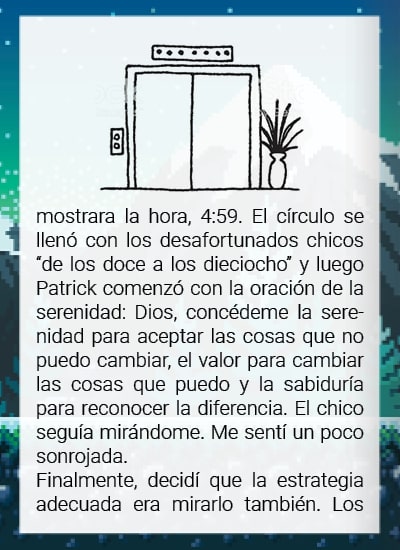 mostrara la hora, 4:59. El círculo se
llenó con los desafortunados chicos
“de los doce a los dieciocho” y luego
Patrick comenzó con la oración de la
serenidad: Dios, concédeme la sere-
nidad para aceptar las cosas que no
puedo cambiar, el valor para cambiar
las cosas que puedo y la sabiduría
para reconocer la diferencia. El chico
seguía mirándome. Me sentí un poco
sonrojada.
Finalmente, decidí que la estrategia
adecuada era mirarlo también. Los